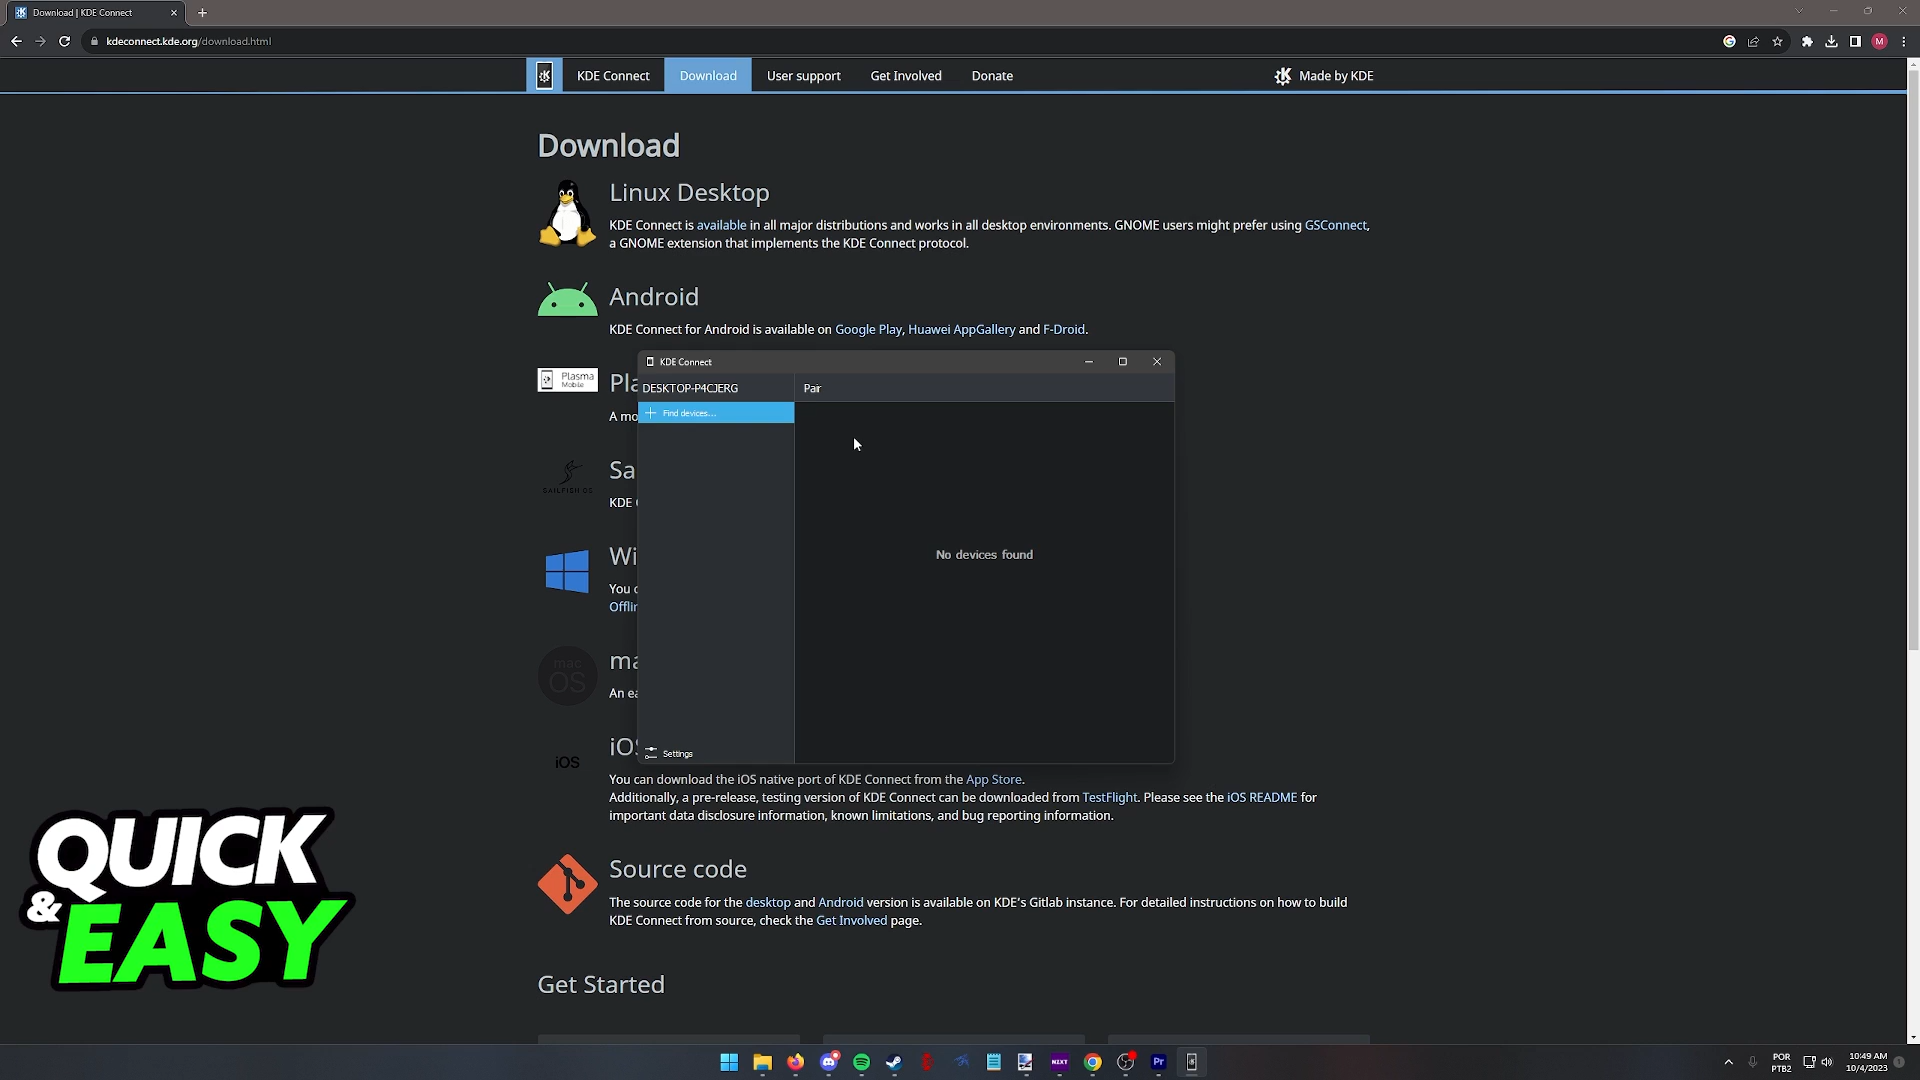 Download | KDE Connect
kdeconnect.kde.org/download.html
M
KDE Connect
Download
User support
Get Involved
Donate
Made by KDE
Download
Linux Desktop
KDE Connect is available in all major distributions and works in all desktop environments. GNOME users might prefer using GSConnect,
a GNOME extension that implements the KDE Connect protocol.
Android
KDE Connect for Android is available on Google Play, Huawei AppGallery and F-Droid.
Plasma
Mobile
Pla
A mo
KDE Connect
DESKTOP-P4CJERG
Pair
Find devices...
No devices found
Settings
SAILFISH OS
Sa
KDE
Wi
You c
Offlin
mac
OS
ma
An ea
iOS
iOS
You can download the iOS native port of KDE Connect from the App Store.
Additionally, a pre-release, testing version of KDE Connect can be downloaded from TestFlight. Please see the iOS README for
important data disclosure information, known limitations, and bug reporting information.
QUICK
&EASY
Source code
The source code for the desktop and Android version is available on KDE's Gitlab instance. For detailed instructions on how to build
KDE Connect from source, check the Get Involved page.
Get Started
NZXT
Pr
POR
PTB2
10:49 AM
10/4/2023